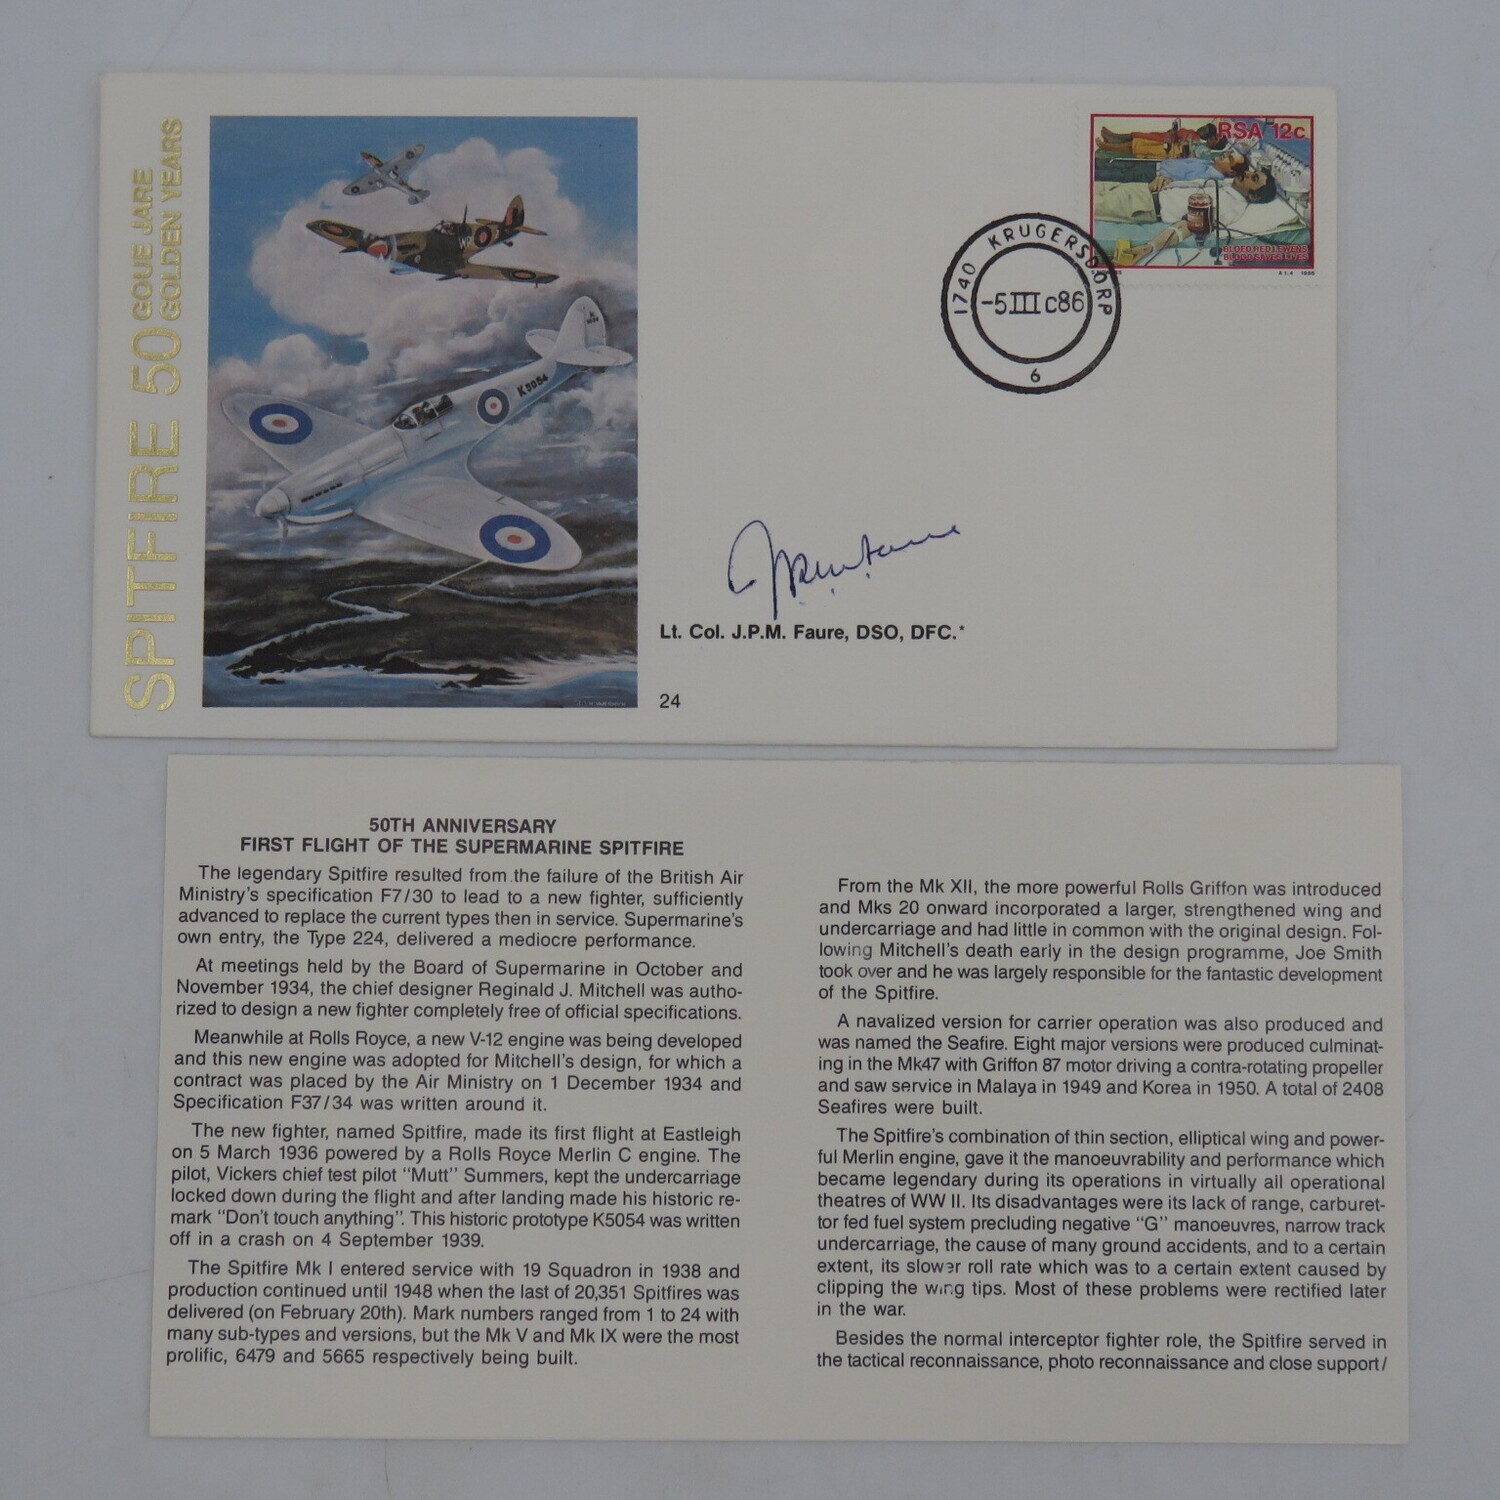 SPITFIRE 50 GOUE JARE
GOLDEN YEARS
K5054
WR
RSA 12c
BLOED RED LEWENS
BLOOD SAVES LIVES
A.1.4 1986
1740 KRUGERSDORP
-5 III c86
6
Lt. Col. J.P.M. Faure, DSO, DFC.*
24
50TH ANNIVERSARY
FIRST FLIGHT OF THE SUPERMARINE SPITFIRE
The legendary Spitfire resulted from the failure of the British Air
Ministry's specification F7/30 to lead to a new fighter, sufficiently
advanced to replace the current types then in service. Supermarine's
own entry, the Type 224, delivered a mediocre performance.
At meetings held by the Board of Supermarine in October and
November 1934, the chief designer Reginald J. Mitchell was autho-
rized to design a new fighter completely free of official specifications.
Meanwhile at Rolls Royce, a new V-12 engine was being developed
and this new engine was adopted for Mitchell's design, for which a
contract was placed by the Air Ministry on 1 December 1934 and
Specification F37/34 was written around it.
The new fighter, named Spitfire, made its first flight at Eastleigh
on 5 March 1936 powered by a Rolls Royce Merlin C engine. The
pilot, Vickers chief test pilot "Mutt" Summers, kept the undercarriage
locked down during the flight and after landing made his historic re-
mark "Don't touch anything". This historic prototype K5054 was written
off in a crash on 4 September 1939.
The Spitfire Mk I entered service with 19 Squadron in 1938 and
production continued until 1948 when the last of 20,351 Spitfires was
delivered (on February 20th). Mark numbers ranged from 1 to 24 with
many sub-types and versions, but the Mk V and Mk IX were the most
prolific, 6479 and 5665 respectively being built.
From the Mk XII, the more powerful Rolls Griffon was introduced
and Mks 20 onward incorporated a larger, strengthened wing and
undercarriage and had little in common with the original design. Fol-
lowing Mitchell's death early in the design programme, Joe Smith
took over and he was largely responsible for the fantastic development
of the Spitfire.
A navalized version for carrier operation was also produced and
was named the Seafire. Eight major versions were produced culminat-
ing in the Mk47 with Griffon 87 motor driving a contra-rotating propeller
and saw service in Malaya in 1949 and Korea in 1950. A total of 2408
Seafires were built.
The Spitfire's combination of thin section, elliptical wing and power-
ful Merlin engine, gave it the manoeuvrability and performance which
became legendary during its operations in virtually all operational
theatres of WW II. Its disadvantages were its lack of range, carburet-
tor fed fuel system precluding negative "G" manoeuvres, narrow track
undercarriage, the cause of many ground accidents, and to a certain
extent, its slower roll rate which was to a certain extent caused by
clipping the wing tips. Most of these problems were rectified later
in the war.
Besides the normal interceptor fighter role, the Spitfire served in
the tactical reconnaissance, photo reconnaissance and close support/